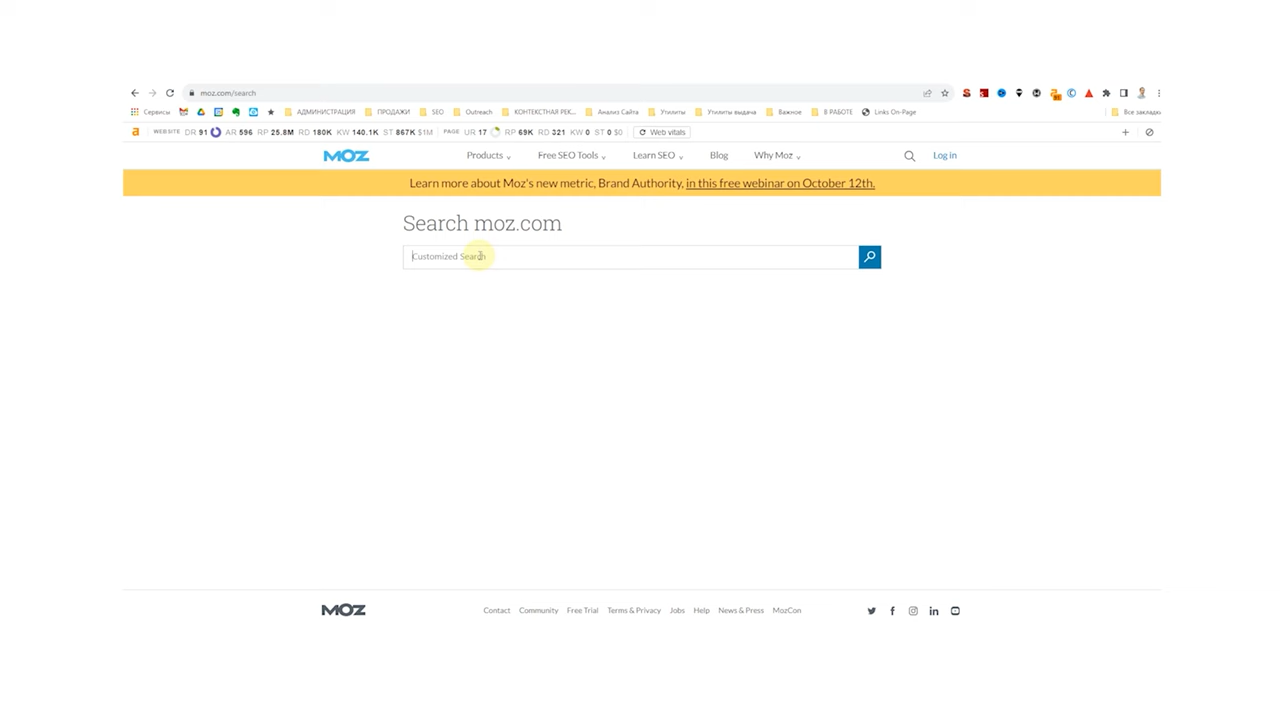 moz.com/search
Сервисы АДМИНИСТРАЦИЯ ПРОДАЖИ SEO Outreach КОНТЕКСТНАЯ РЕК... Анализ Сайта Утилиты Утилиты выдача Важное В РАБОТЕ Links On-Page Все закладки
a WEBSITE DR 91 AR 596 RP 25.8M RD 180K KW 140.1K ST 867K $1M PAGE UR 17 RP 69K RD 321 KW 0 ST 0 $0 Web vitals
MOZ Products Free SEO Tools Learn SEO Blog Why Moz Log in
Learn more about Moz's new metric, Brand Authority, in this free webinar on October 12th.
Search moz.com
Customized Search
MOZ Contact Community Free Trial Terms & Privacy Jobs Help News & Press MozCon